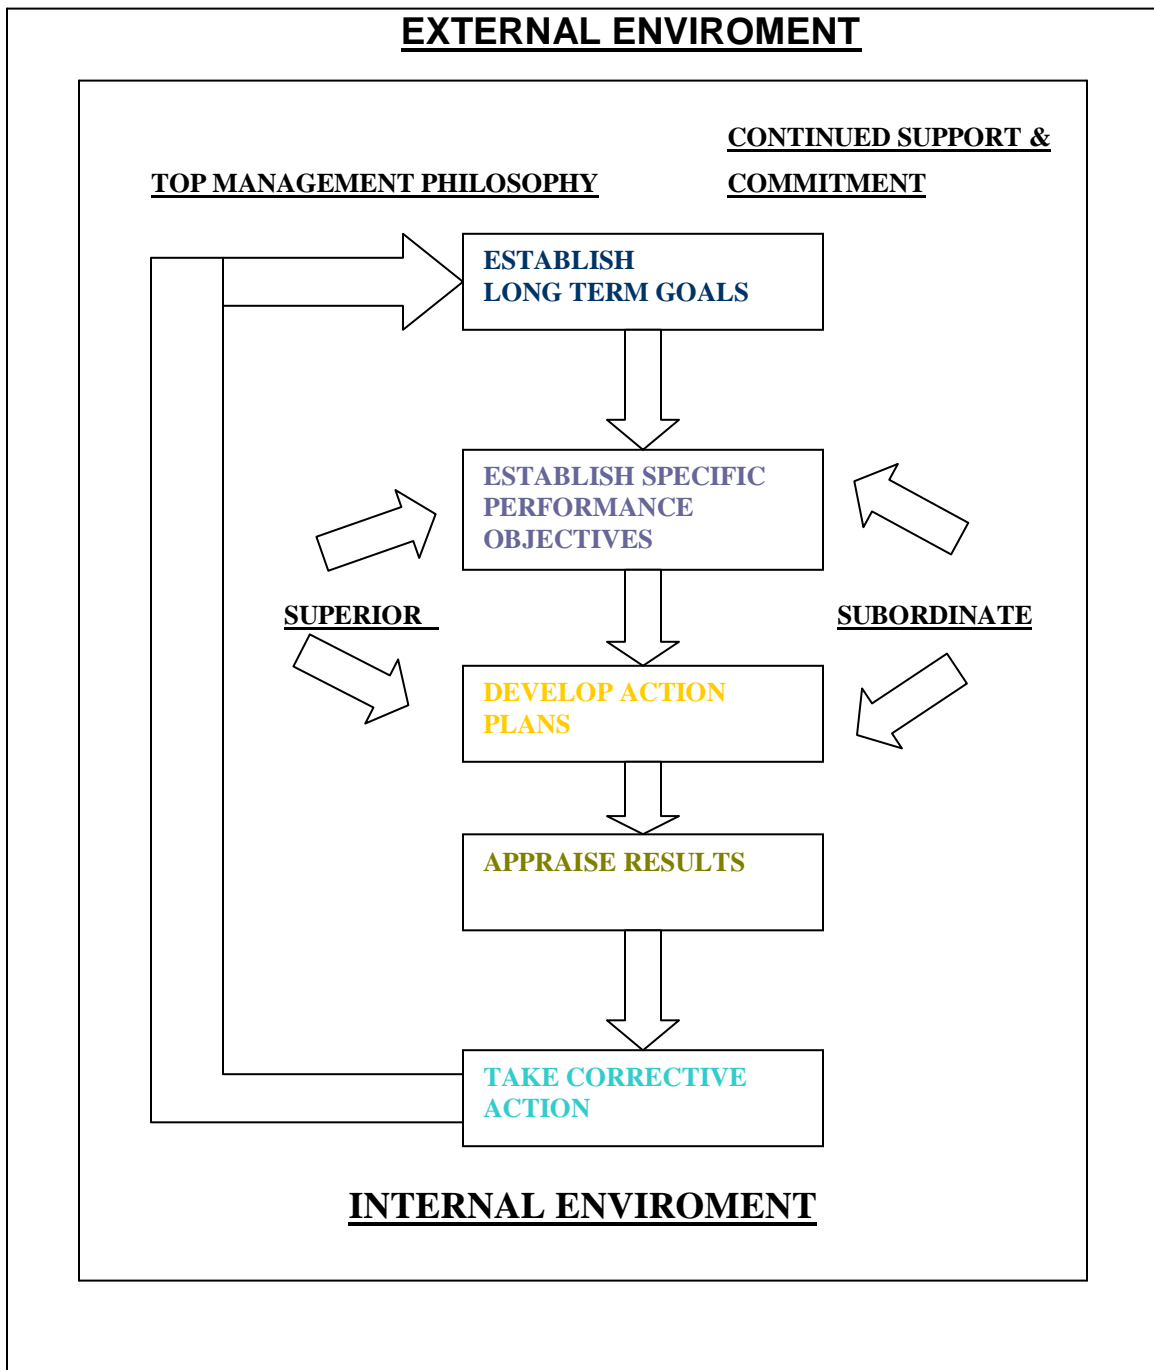 EXTERNAL ENVIROMENT
CONTINUED SUPPORT &
TOP MANAGEMENT PHILOSOPHY
COMMITMENT
ESTABLISH
LONG TERM GOALS
ESTABLISH SPECIFIC
PERFORMANCE
OBJECTIVES
SUPERIOR
SUBORDINATE
DEVELOP ACTION
PLANS
APPRAISE RESULTS
TAKE CORRECTIVE
ACTION
INTERNAL ENVIROMENT